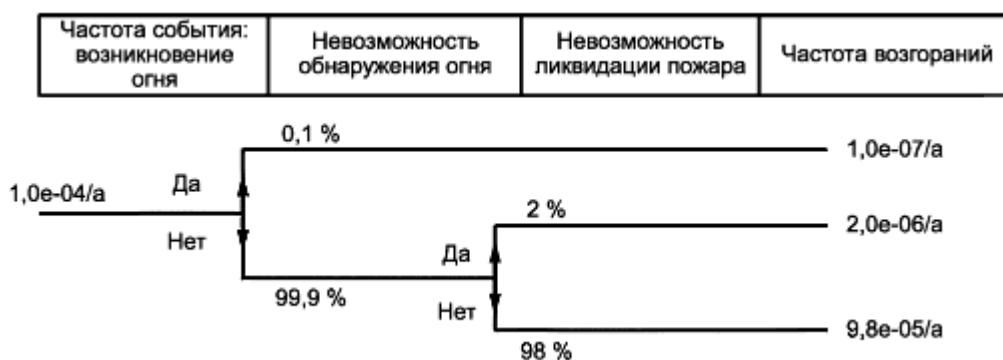 Частота события:
возникновение
огня
Невозможность
обнаружения огня
Невозможность
ликвидации пожара
Частота возгораний
0,1 %
1,0e-07/a
1,0e-04/a
Да
2 %
2,0e-06/a
Нет
Да
99,9 %
Нет
9,8e-05/a
98 %